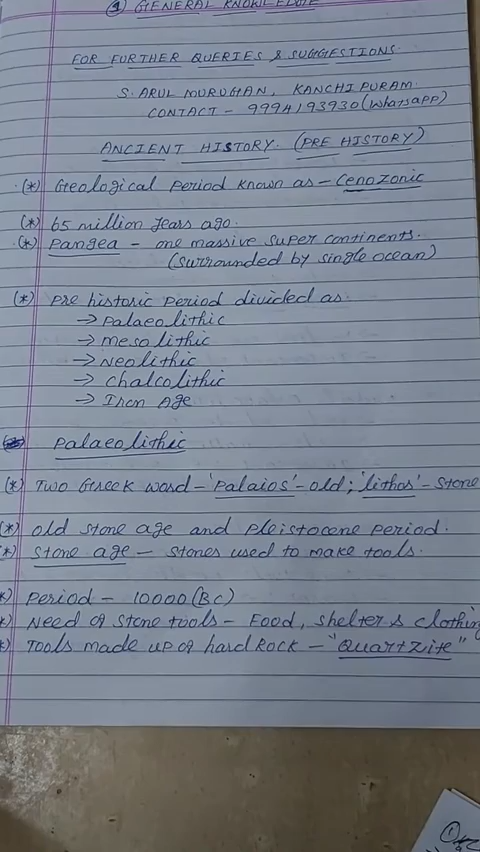 ① GENERAL KNOWLEDGE
FOR FURTHER QUERIES & SUGGESTIONS.
S. ARUL MURUGHAN, KANCHIPURAM.
CONTACT - 9994193930 (WhatsAPP)
ANCIENT HISTORY. (PRE HISTORY)
(*) Geological Period known as - Cenozonic
(*) 65 million years ago.
(*) Pangea - one massive super continents.
(surrounded by single ocean)
(*) Pre historic Period divided as.
→ Palaeolithic
→ mesolithic
→ Neolithic
→ chalcolithic
→ Iron Age
Palaeolithic
(*) Two Greek word - 'Palaios' - old; 'lithos' - Stone
(*) old stone age and Pleistocene Period.
(*) Stone age - stones used to make tools.
(*) Period - 10000 (BC)
(*) Need of stone tools - Food, shelter & clothing
(*) Tools made up of hard Rock - "Quartzite"